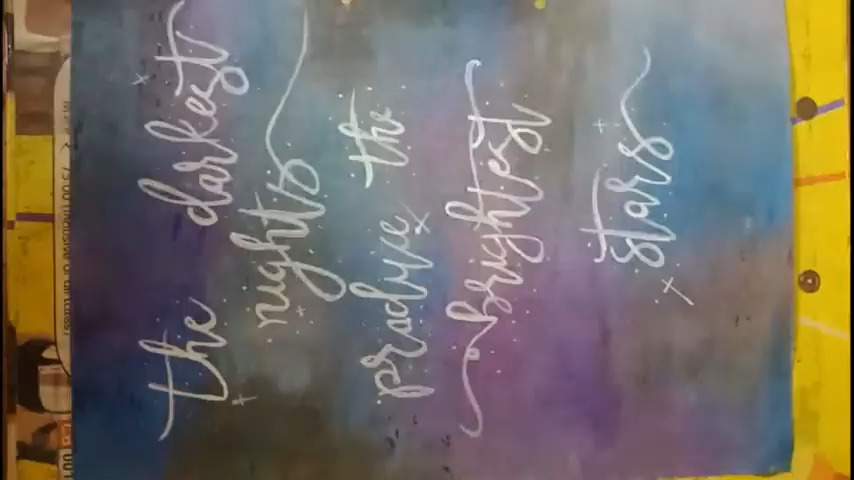 the darkest
nights
produce the
brightest
stars